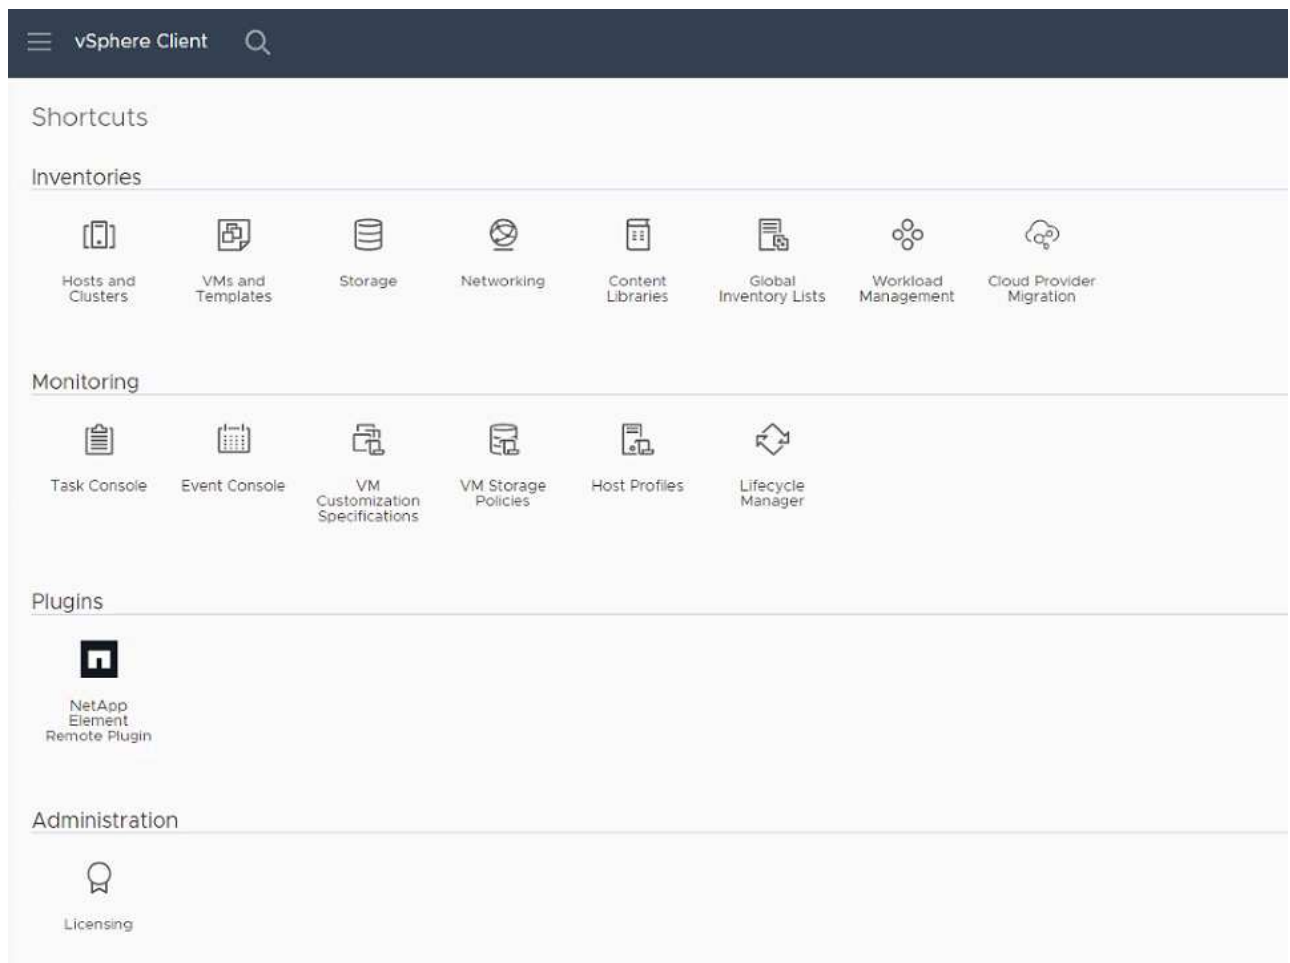 vSphere Client
Shortcuts
Inventories
Hosts and
Clusters
VMs and
Templates
Storage
Networking
Content
Libraries
Global
Inventory Lists
Workload
Management
Cloud Provider
Migration
Monitoring
Task Console
Event Console
VM
Customization
Specifications
VM Storage
Policies
Host Profiles
Lifecycle
Manager
Plugins
NetApp
Element
Remote Plugin
Administration
Licensing